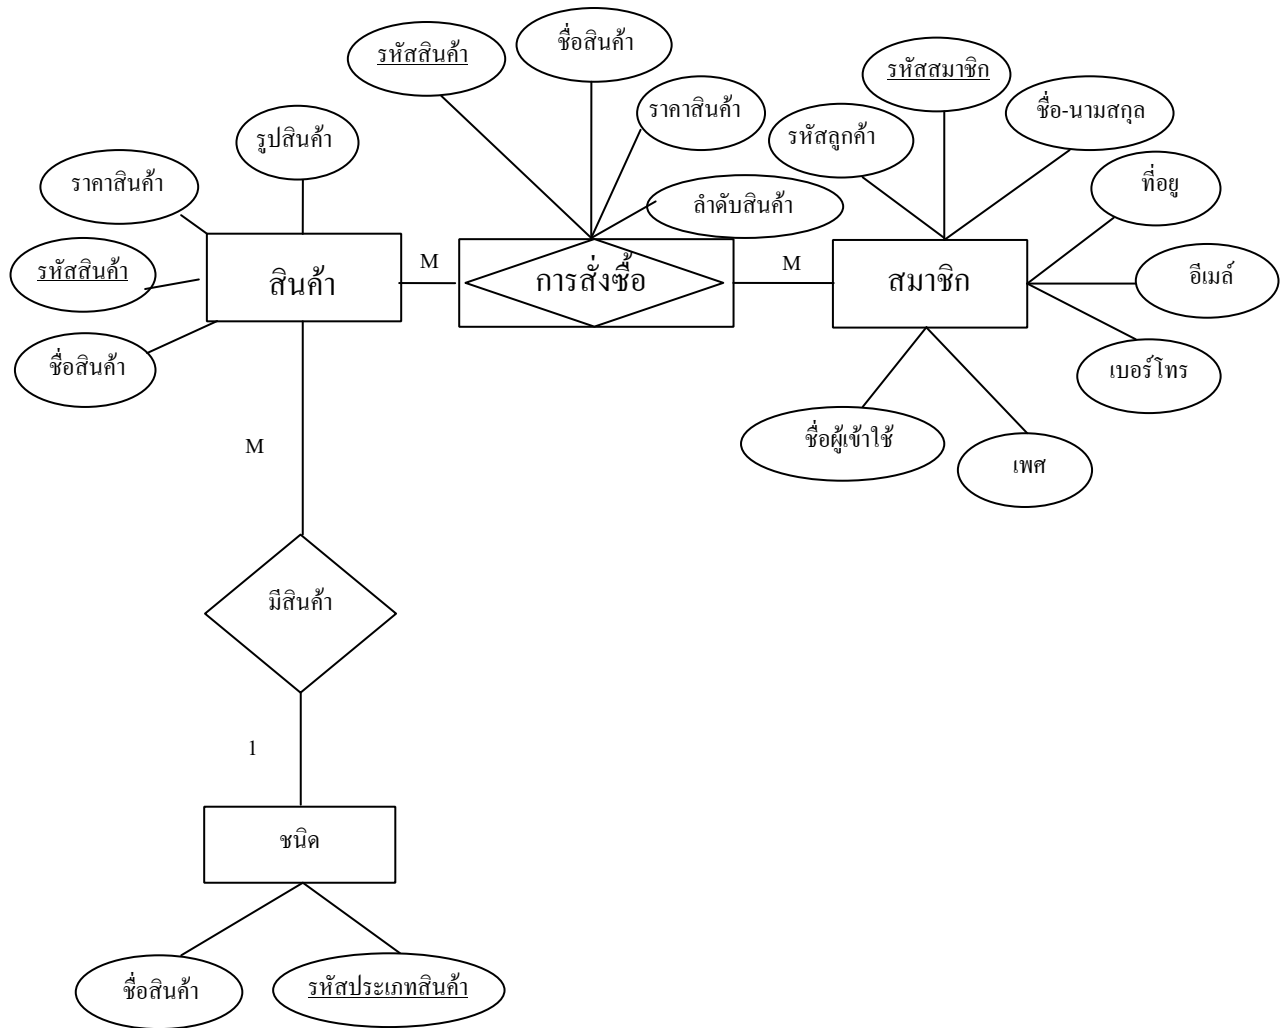 รหัสสินค้า
ชื่อสินค้า
ราคาสินค้า
ลำดับสินค้า
รหัสสมาชิก
ชื่อ-นามสกุล
รหัสลูกค้า
ที่อยู
อีเมล์
เบอร์โทร
เพศ
ชื่อผู้เข้าใช้
รูปสินค้า
ราคาสินค้า
รหัสสินค้า
ชื่อสินค้า
สินค้า
M
การสั่งซื้อ
M
สมาชิก
M
มีสินค้า
1
ชนิด
ชื่อสินค้า
รหัสประเภทสินค้า